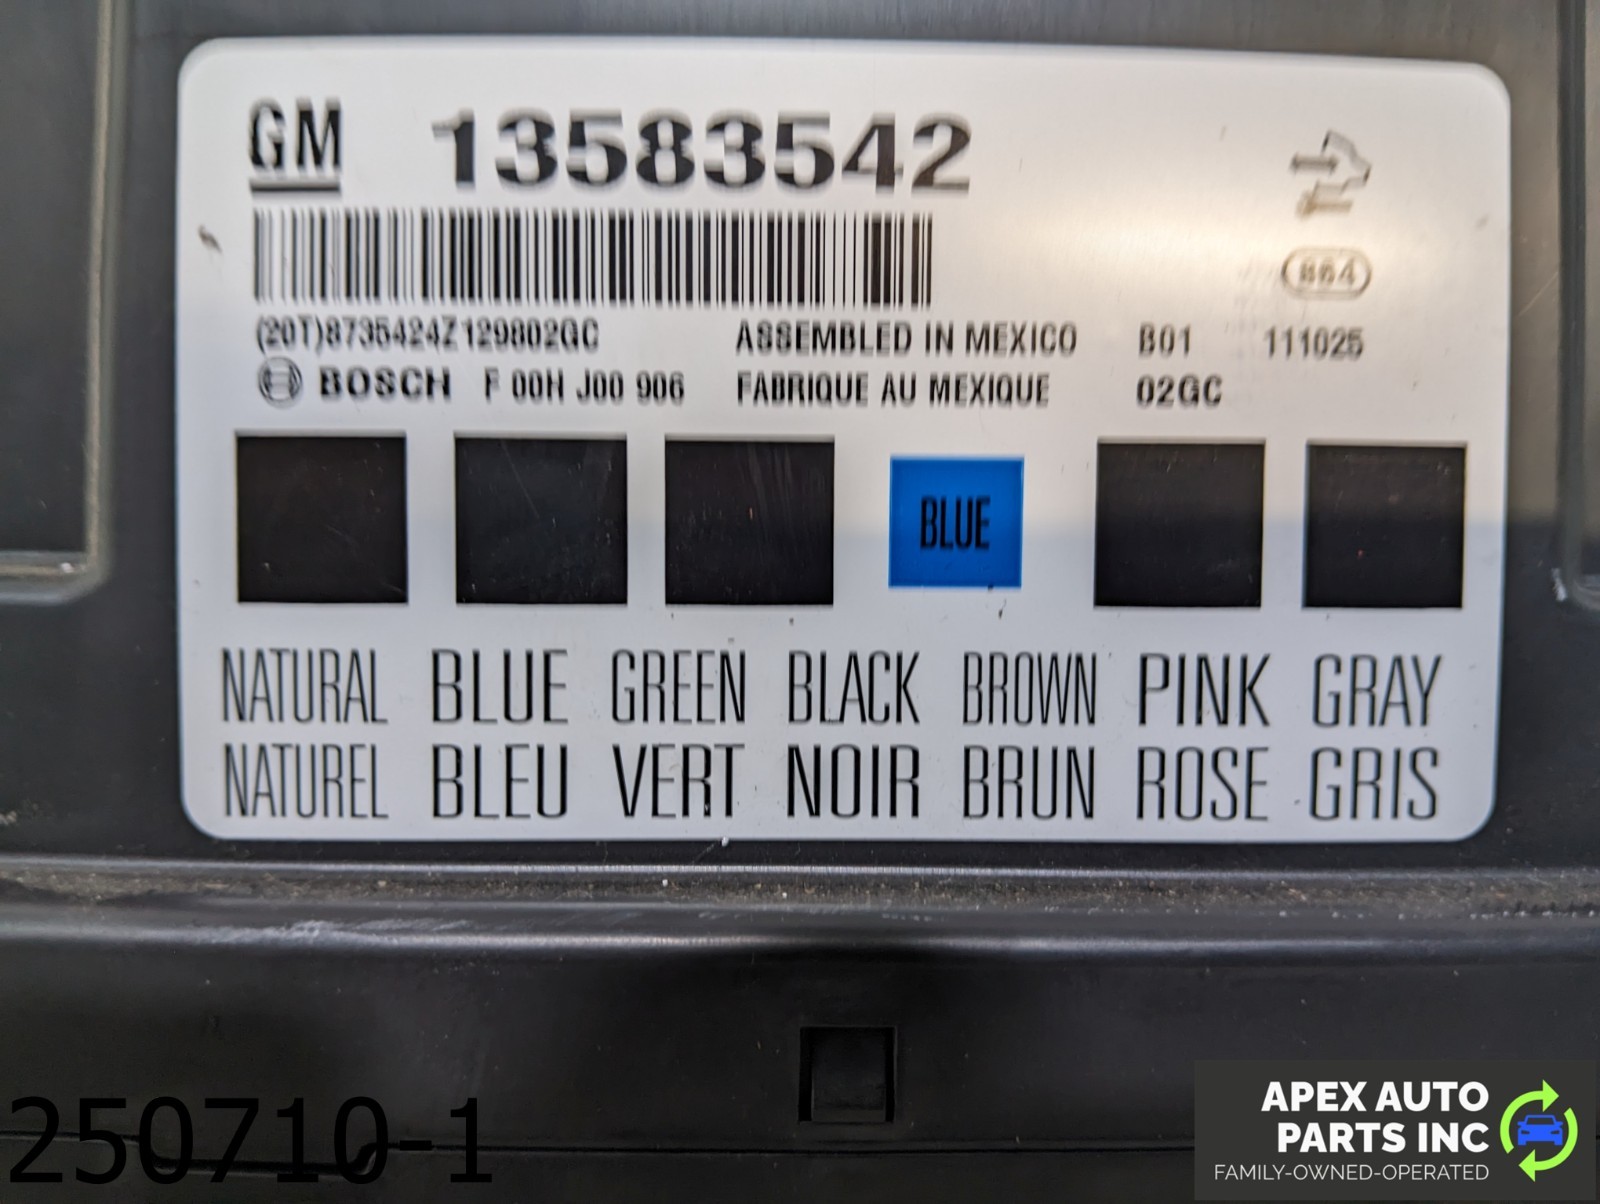 GM 13583542
864
(20T)8735424Z129802GC ASSEMBLED IN MEXICO B01 111025
BOSCH F 00H J00 906 FABRIQUE AU MEXIQUE 02GC
BLUE
NATURAL BLUE GREEN BLACK BROWN PINK GRAY
NATUREL BLEU VERT NOIR BRUN ROSE GRIS
250710-1
APEX AUTO
PARTS INC
FAMILY-OWNED-OPERATED